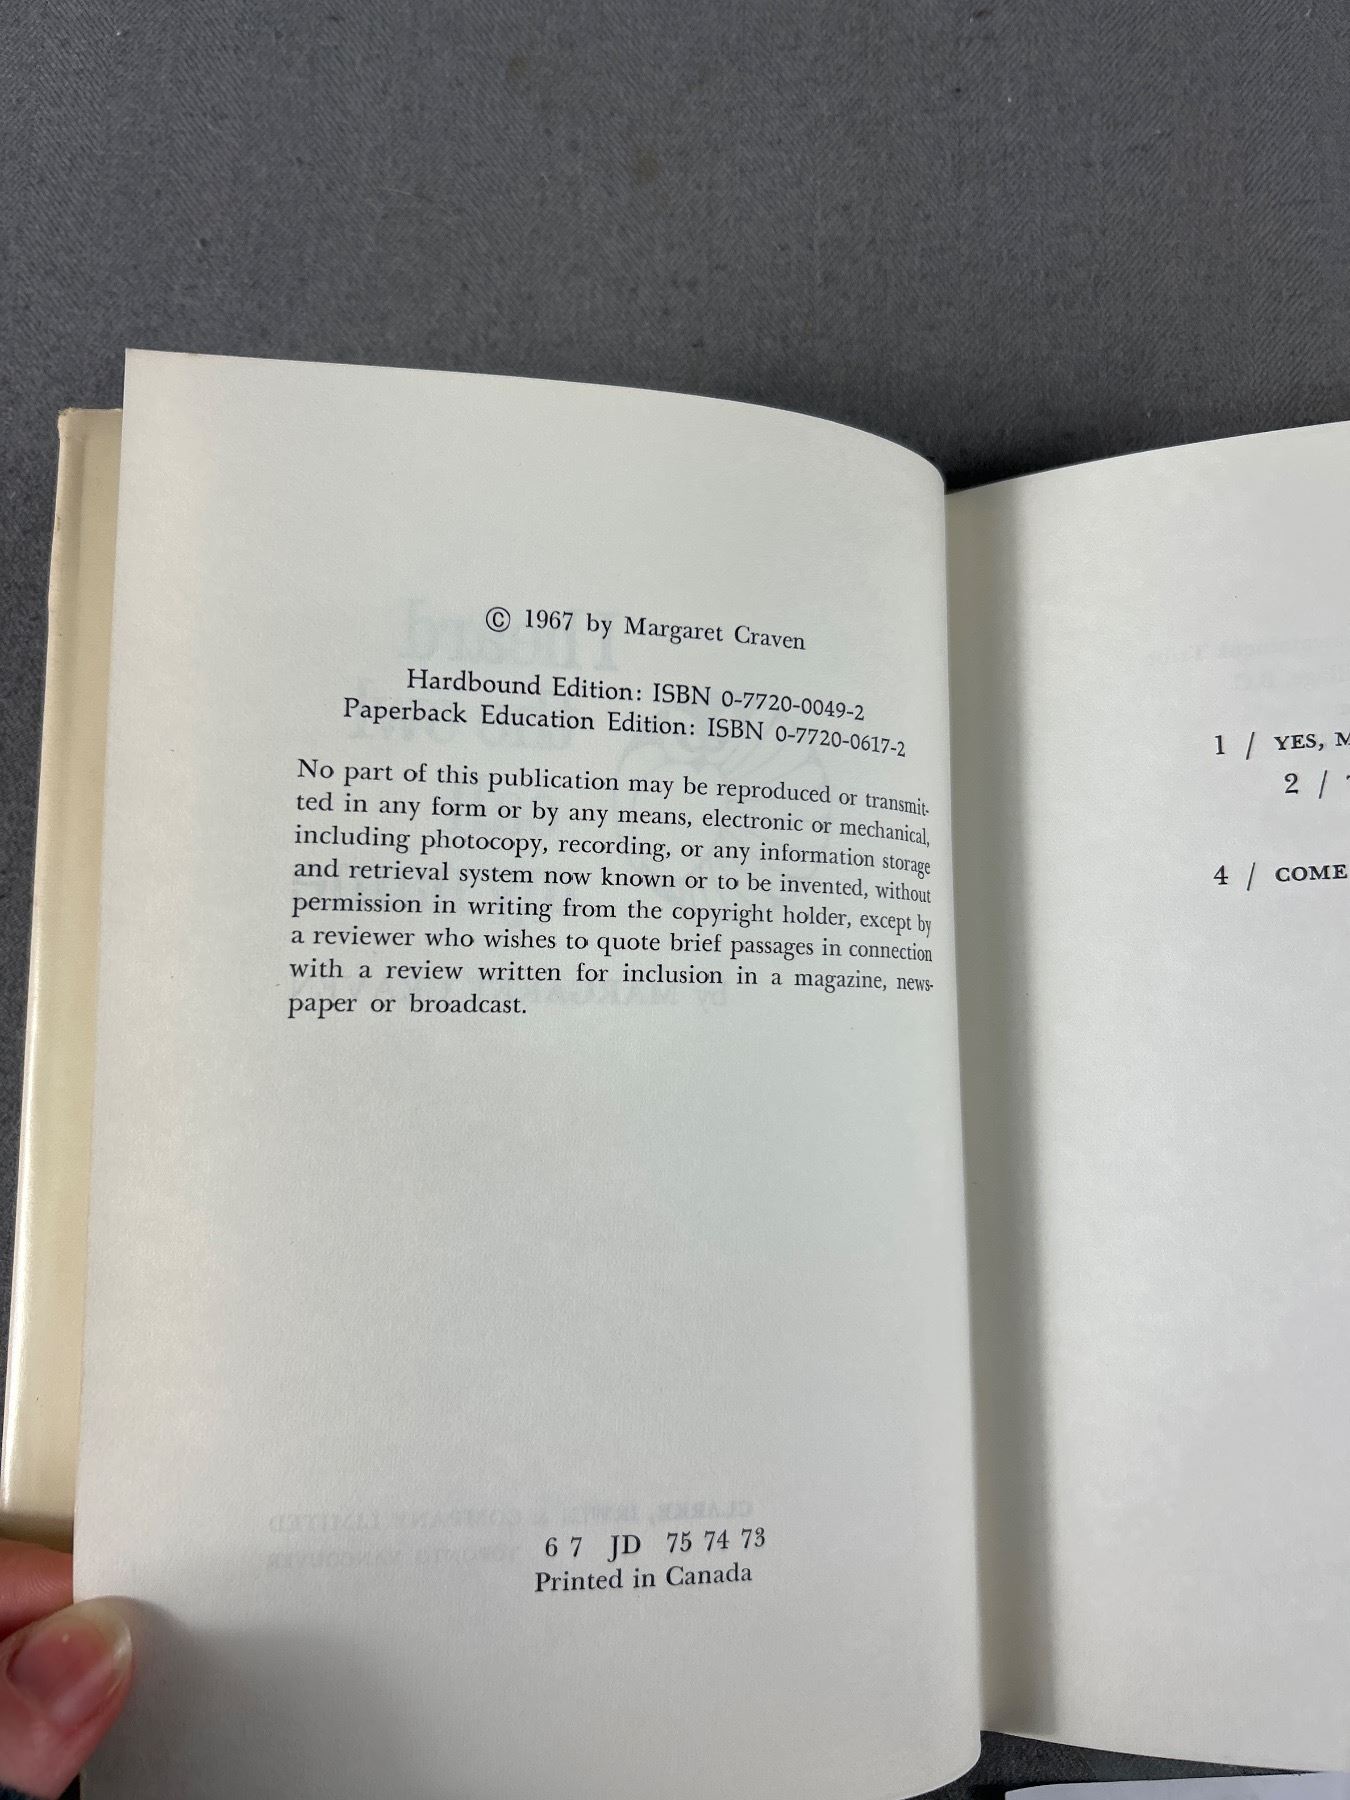 © 1967 by Margaret Craven
Hardbound Edition: ISBN 0-7720-0049-2
Paperback Education Edition: ISBN 0-7720-0617-2
No part of this publication may be reproduced or transmit-
ted in any form or by any means, electronic or mechanical,
including photocopy, recording, or any information storage
and retrieval system now known or to be invented, without
permission in writing from the copyright holder, except by
a reviewer who wishes to quote brief passages in connection
with a review written for inclusion in a magazine, news-
paper or broadcast.
6 7 JD 75 74 73
Printed in Canada
1 / YES, M
2 /
4 / COME